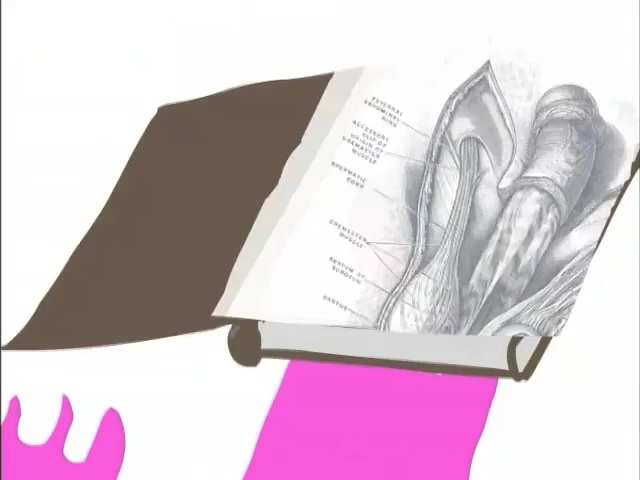 EXTERNAL
ABDOMINAL
RING
ACCESSORY
SLIP OF
ORIGIN OF
CREMASTER
MUSCLE
SPERMATIC
CORD
CREMASTER
MUSCLE
SEPTUM OF
SCROTUM
DARTOS